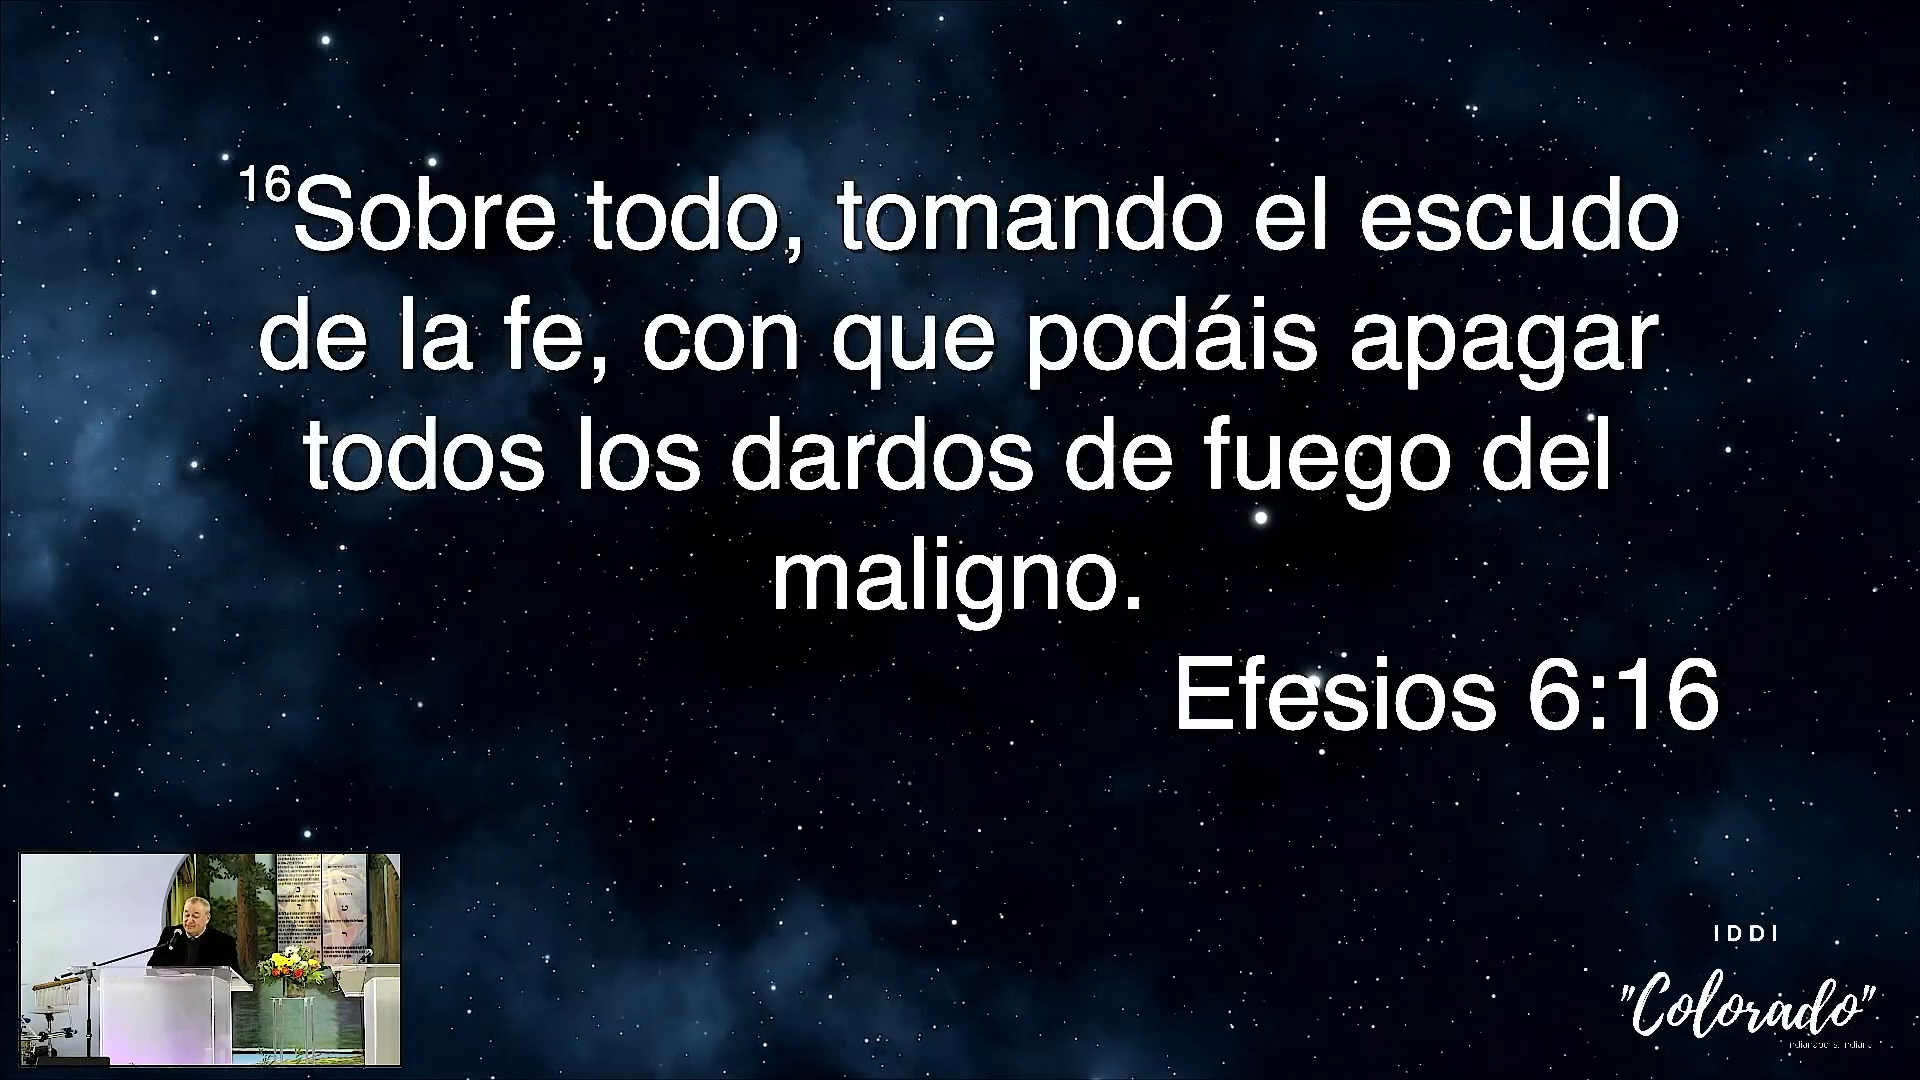 16Sobre todo, tomando el escudo
de la fe, con que podáis apagar
todos los dardos de fuego del
maligno.
Efesios 6:16
IDDI
"Colorado"